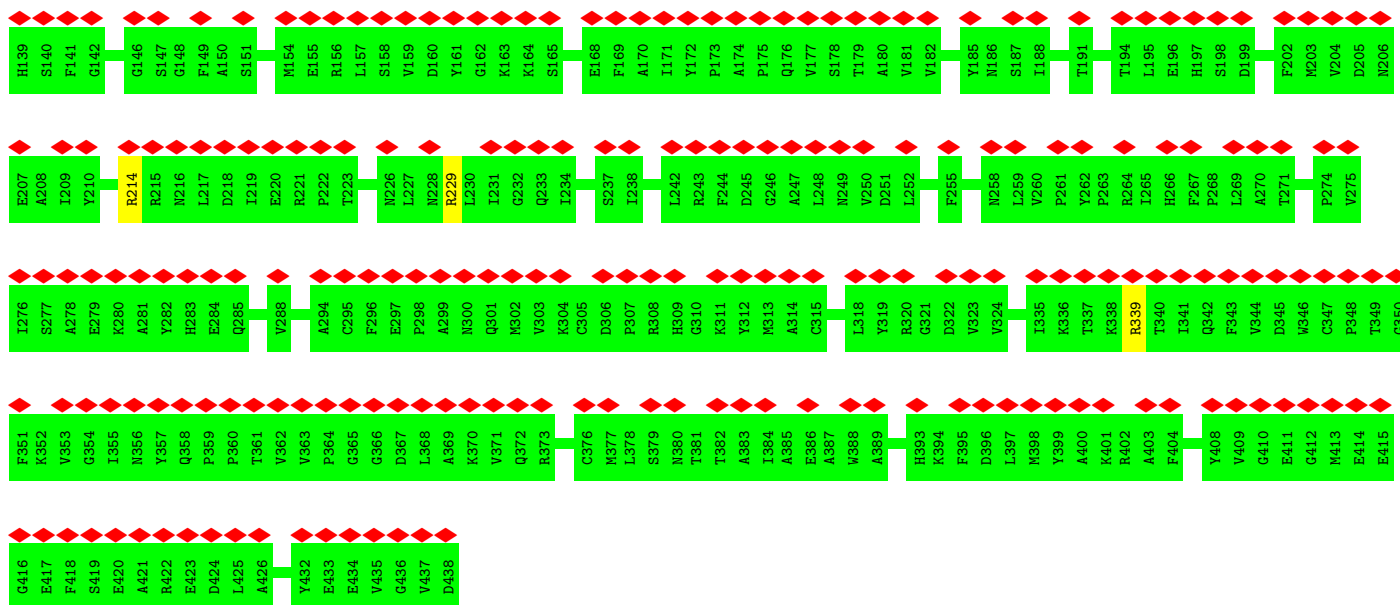 H139 S140 F141 G142 G146 S147 G148 F149 A150 S151 M154 E155 R156 L157 S158 V159 D160 Y161 G162 K163 K164 S165 E168 F169 A170 I171 Y172 P173 A174 P175 Q176 V177 S178 T179 A180 V181 V182 Y185 N186 S187 I188 T191 T194 L195 E196 H197 S198 D199 F202 M203 V204 D205 N206
E207 A208 I209 Y210 R214 R215 N216 L217 D218 I219 E220 R221 P222 T223 N226 L227 N228 R229 L230 I231 G232 Q233 I234 S237 I238 L242 R243 F244 D245 G246 A247 L248 N249 V250 D251 L252 F255 N258 L259 V260 P261 Y262 P263 R264 I265 H266 F267 P268 L269 A270 T271 P274 V275
I276 S277 A278 E279 K280 A281 Y282 H283 E284 Q285 V288 A294 C295 F296 E297 P298 A299 N300 Q301 M302 V303 K304 C305 D306 P307 R308 H309 G310 K311 Y312 M313 A314 C315 L318 Y319 R320 G321 D322 V323 V324 I335 K336 T337 K338 R339 T340 I341 Q342 F343 V344 D345 W346 C347 P348 T349 C350
F351 K352 V353 G354 I355 N356 Y357 Q358 P359 P360 T361 V362 V363 P364 G365 G366 D367 L368 A369 K370 V371 Q372 R373 C376 M377 L378 S379 N380 T381 T382 A383 I384 A385 E386 A387 W388 A389 H393 K394 F395 D396 L397 M398 Y399 A400 K401 R402 A403 F404 Y408 V409 G410 E411 G412 M413 E414 E415
G416 E417 F418 S419 E420 A421 R422 E423 D424 L425 A426 Y432 E433 E434 V435 G436 V437 D438